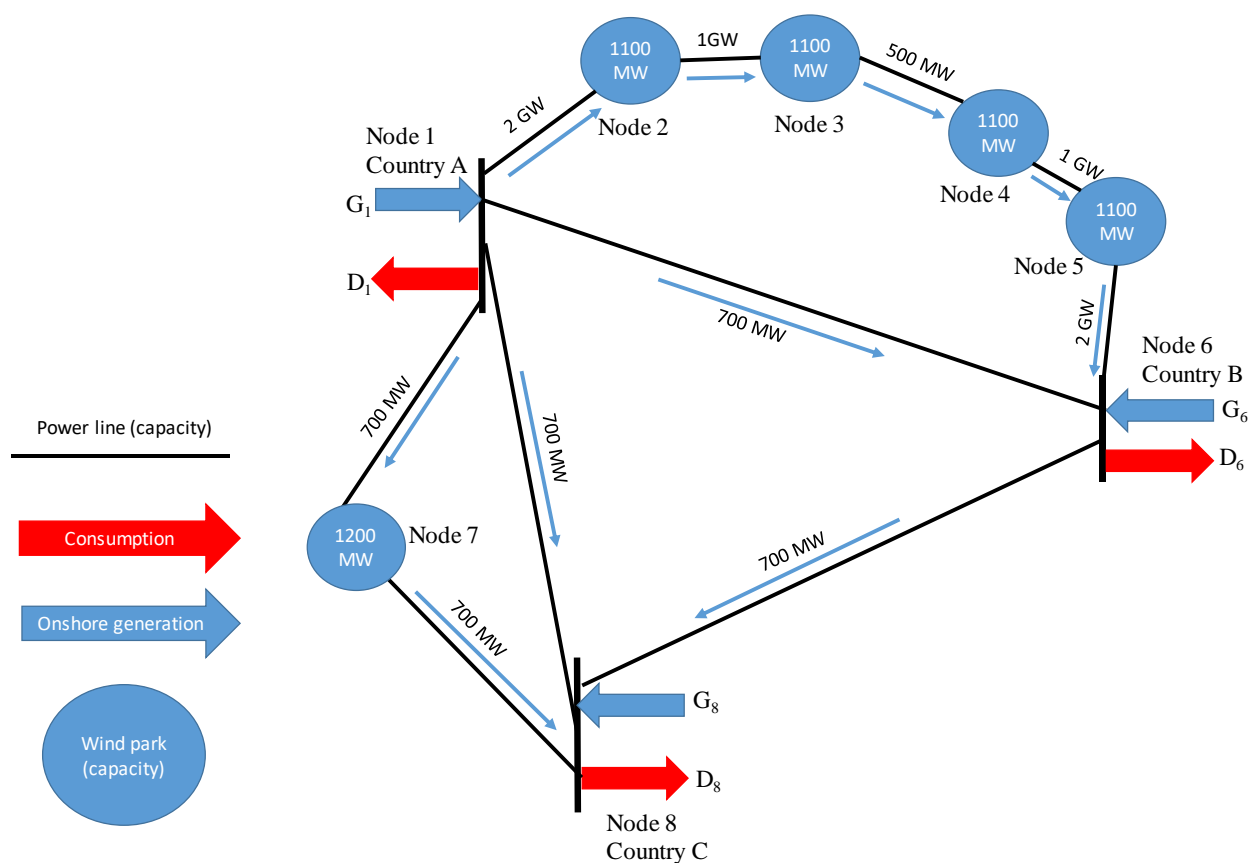 1100
MW
1GW
1100
MW
500 MW
Node 2
Node 3
2 GW
1100
MW
Node 1
Country A
1 GW
Node 4
G₁
1100
MW
D₁
Node 5
700 MW
2 GW
Node 6
Country B
G₆
D₆
700 MW
700 MW
Power line (capacity)
Consumption
1200
MW
Node 7
700 MW
Onshore generation
700 MW
G₈
Wind park
(capacity)
D₈
Node 8
Country C